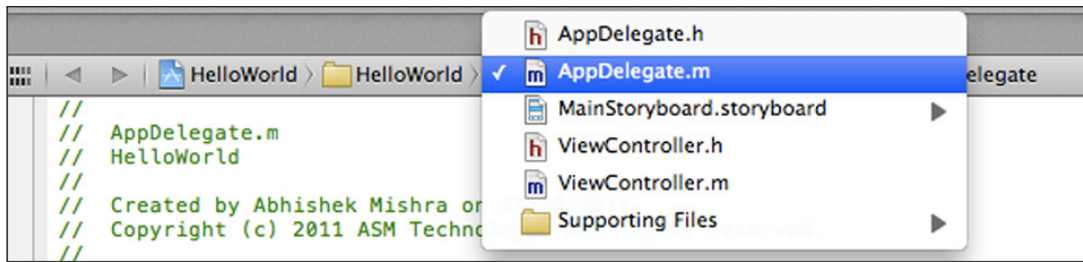 AppDelegate.h
HelloWorld HelloWorld AppDelegate.m elegate
MainStoryboard.storyboard
ViewController.h
ViewController.m
Supporting Files
//
// AppDelegate.m
// HelloWorld
//
// Created by Abhishek Mishra on
// Copyright (c) 2011 ASM
//